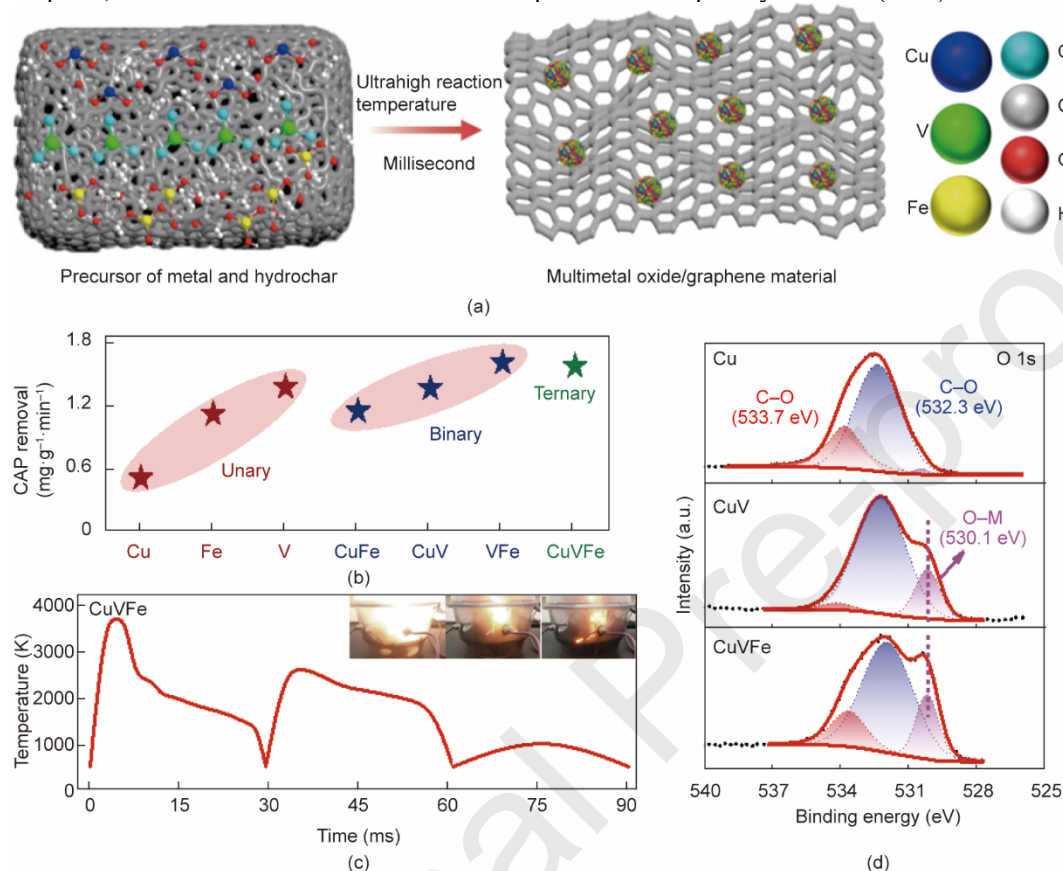 Cu
V
Fe
H
Ultrahigh reaction
temperature
Millisecond
Precursor of metal and hydrochar
Multimetal oxide/graphene material
(a)
CAP removal
(mg·g⁻¹·min⁻¹)
1.8
1.2
0.6
0
Unary
Binary
Ternary
Cu Fe V CuFe CuV VFe CuVFe
(b)
CuVFe
Temperature (K)
4000
3000
2000
1000
0
0 15 30 45 60 75 90
Time (ms)
(c)
Cu
O 1s
C–O
(533.7 eV)
C–O
(532.3 eV)
CuV
O–M
(530.1 eV)
CuVFe
Intensity (a.u.)
540 537 534 531 528 525
Binding energy (eV)
(d)